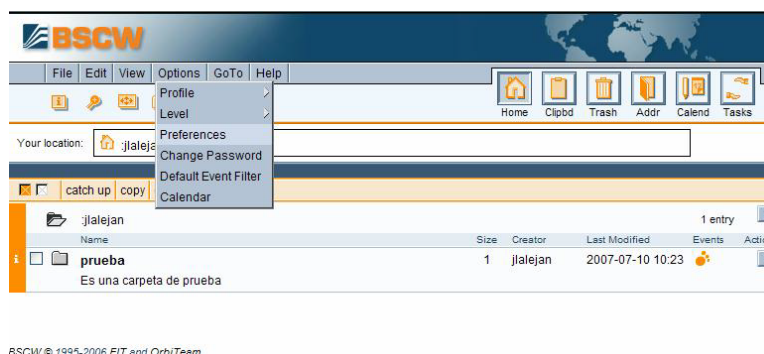 BSCW
File Edit View Options GoTo Help
Profile
Level
Preferences
Change Password
Default Event Filter
Calendar
Home Clipbd Trash Addr Calend Tasks
Your location: :jlaleja
catch up copy
:jlalejan 1 entry
Name Size Creator Last Modified Events
prueba 1 jlalejan 2007-07-10 10:23
Es una carpeta de prueba
BSCW © 1995-2006 FIT and OrbiTeam